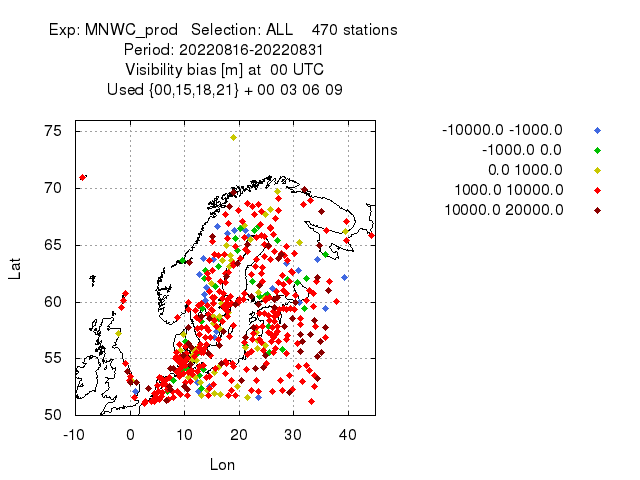 Exp: MNWC_prod Selection: ALL 470 stations
Period: 20220816-20220831
Visibility bias [m] at 00 UTC
Used {00,15,18,21} + 00 03 06 09
-10000.0 -1000.0
-1000.0 0.0
0.0 1000.0
1000.0 10000.0
10000.0 20000.0
75
70
65
60
55
50
Lat
-10 0 10 20 30 40
Lon